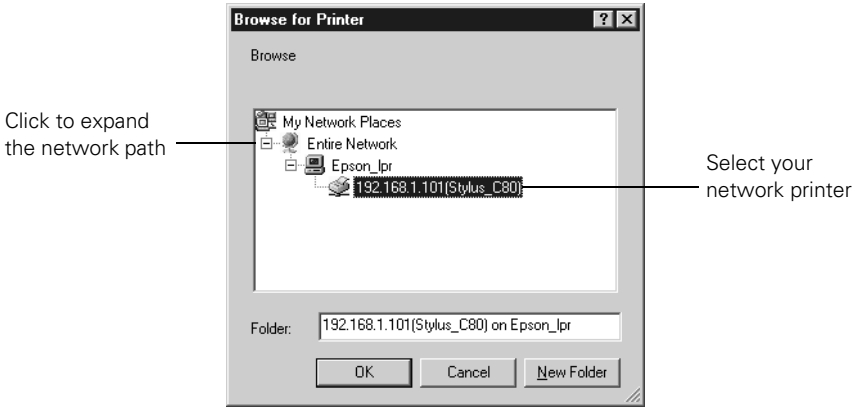 Browse for Printer
Browse
My Network Places
Entire Network
Epson_lpr
192.168.1.101(Stylus_C80)
Click to expand
the network path
Select your
network printer
Folder: 192.168.1.101(Stylus_C80) on Epson_lpr
OK Cancel New Folder